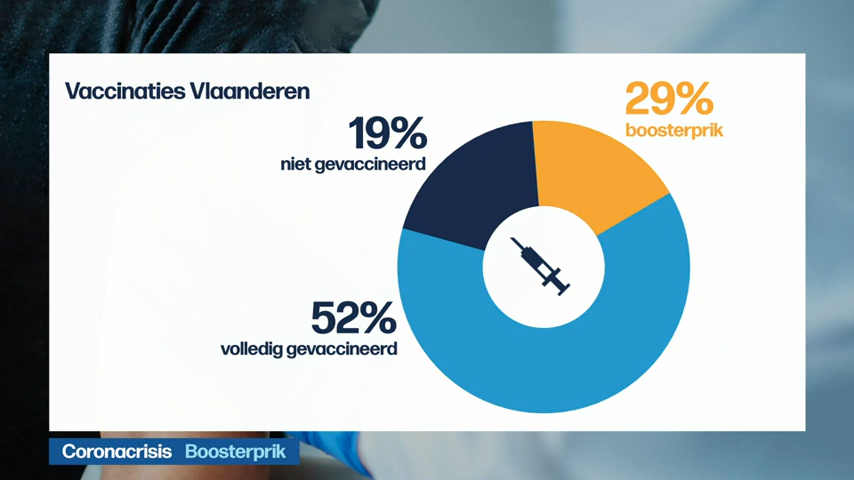 Vaccinaties Vlaanderen
29%
boosterprik
19%
niet gevaccineerd
52%
volledig gevaccineerd
Coronacrisis Boosterprik